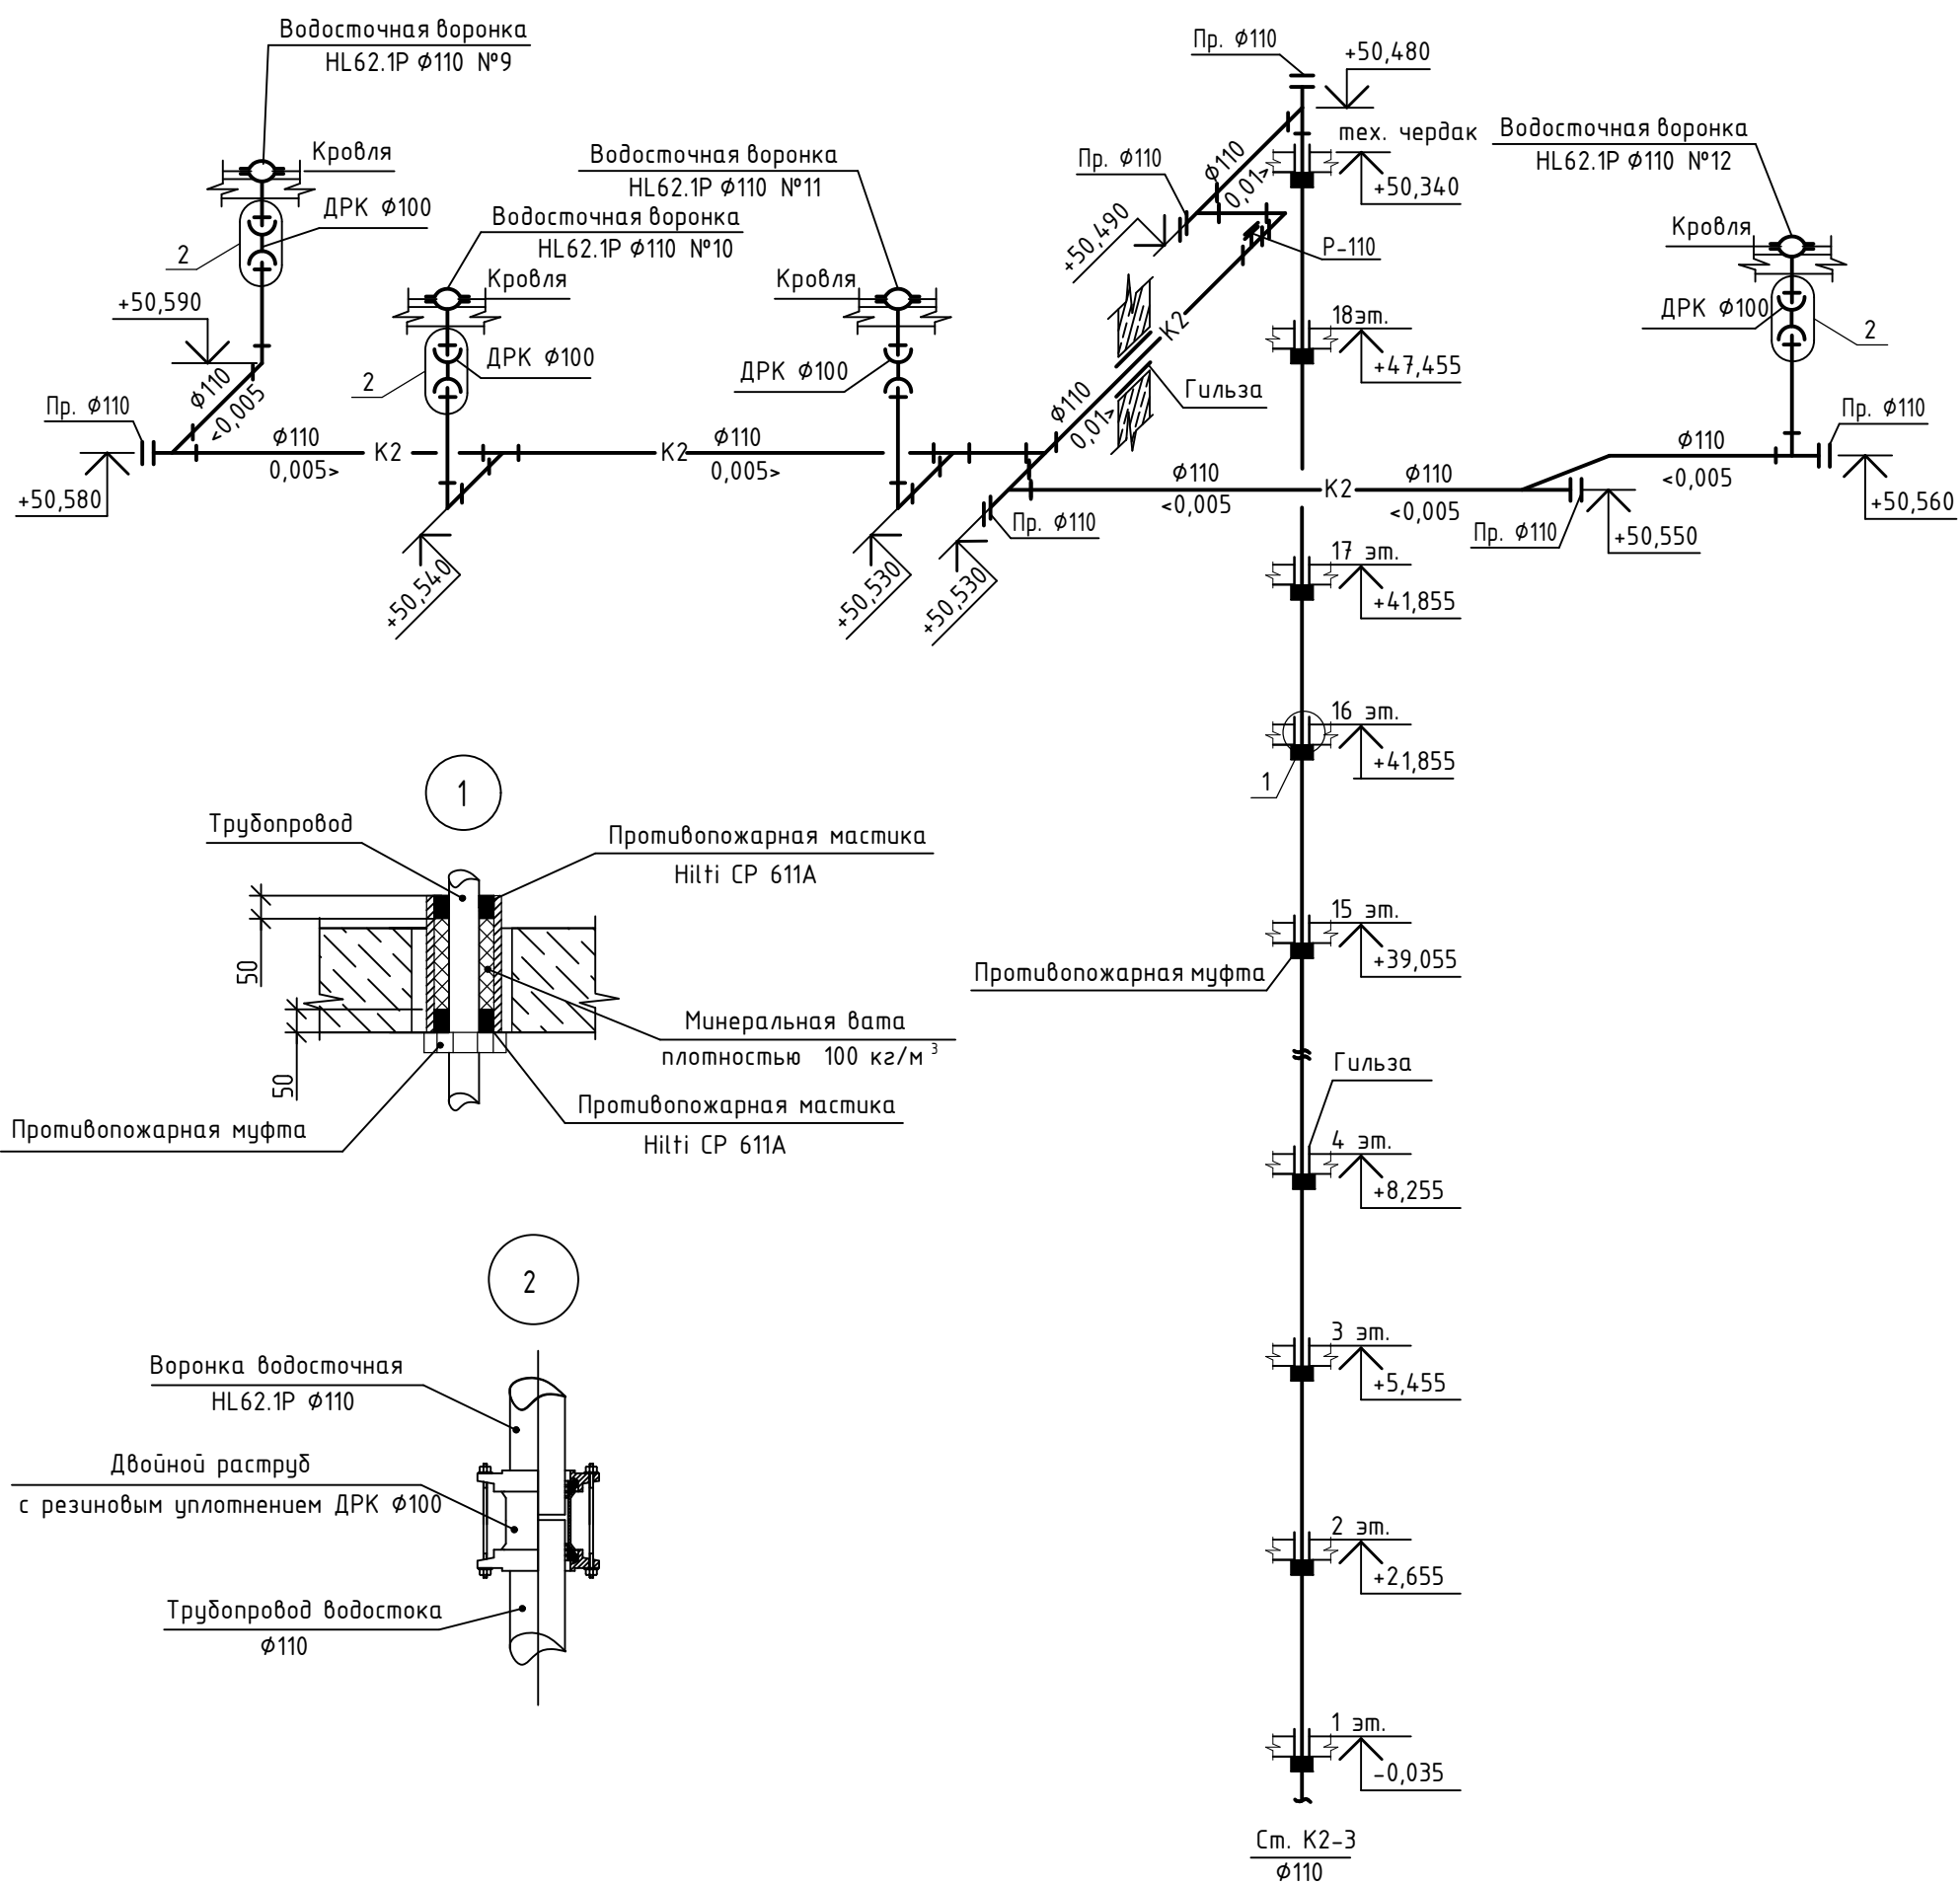 Водосточная воронка
HL62.1P Ф110 №9
Кровля
ДРК Ф100
2
+50,590
Ф110
<0,005
Пр. Ф110
+50,580
Ф110
0,005>
К2
Водосточная воронка
HL62.1P Ф110 №10
Кровля
ДРК Ф100
2
+50,540
Водосточная воронка
HL62.1P Ф110 №11
Кровля
ДРК Ф100
К2
Ф110
0,005>
+50,530
+50,530
Пр. Ф110
Ф110
0,01>
Гильза
К2
Р-110
+50,490
Пр. Ф110
Ф110
0,01>
Пр. Ф110
+50,480
тех. чердак
+50,340
Водосточная воронка
HL62.1P Ф110 №12
Кровля
ДРК Ф100
2
Пр. Ф110
+50,560
Ф110
<0,005
Пр. Ф110
+50,550
Ф110
<0,005
К2
Ф110
<0,005
18эт.
+47,455
17 эт.
+41,855
16 эт.
+41,855
1
15 эт.
+39,055
Противопожарная муфта
Гильза
4 эт.
+8,255
3 эт.
+5,455
2 эт.
+2,655
1 эт.
-0,035
Ст. К2-3
Ф110
1
Трубопровод
Противопожарная мастика
Hilti CP 611A
50
50
Минеральная вата
плотностью 100 кг/м³
Противопожарная мастика
Hilti CP 611A
Противопожарная муфта
2
Воронка водосточная
HL62.1P Ф110
Двойной раструб
с резиновым уплотнением ДРК Ф100
Трубопровод водостока
Ф110